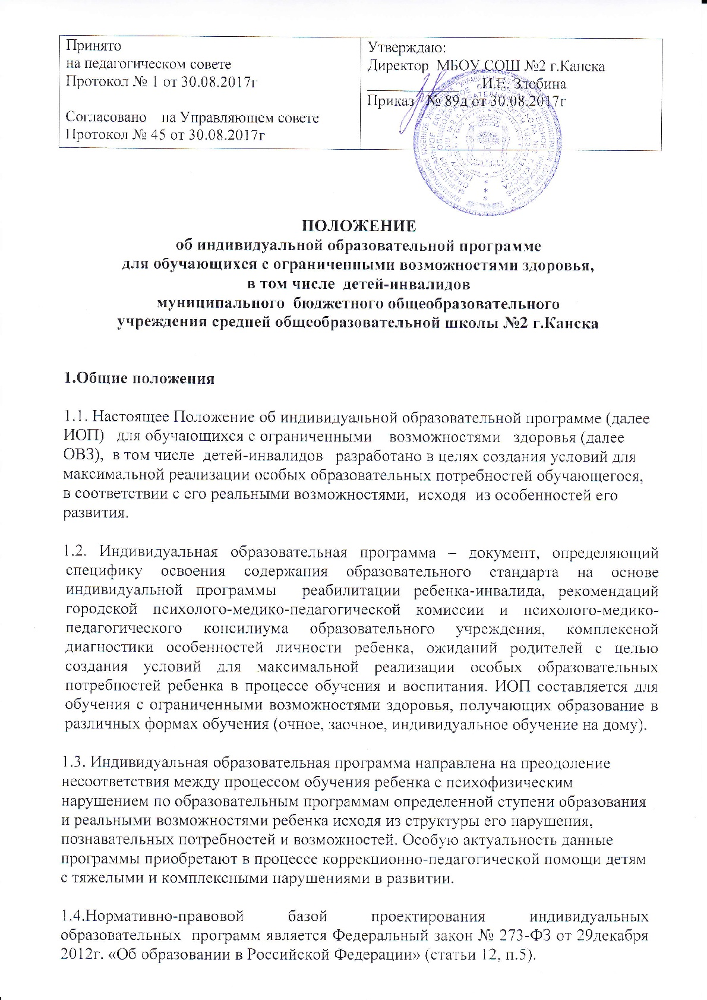 Принято
на педагогическом совете
Протокол № 1 от 30.08.2017г
Согласовано на Управляющем совете
Протокол № 45 от 30.08.2017г
Утверждаю:
Директор МБОУ СОШ №2 г.Канска
____________ И.Е. Злобина
Приказ № 89д от 30.08.2017г
ПОЛОЖЕНИЕ
об индивидуальной образовательной программе
для обучающихся с ограниченными возможностями здоровья,
в том числе детей-инвалидов
муниципального бюджетного общеобразовательного
учреждения средней общеобразовательной школы №2 г.Канска
1.Общие положения
1.1. Настоящее Положение об индивидуальной образовательной программе (далее
ИОП) для обучающихся с ограниченными возможностями здоровья (далее
ОВЗ), в том числе детей-инвалидов разработано в целях создания условий для
максимальной реализации особых образовательных потребностей обучающегося,
в соответствии с его реальными возможностями, исходя из особенностей его
развития.
1.2. Индивидуальная образовательная программа – документ, определяющий
специфику освоения содержания образовательного стандарта на основе
индивидуальной программы реабилитации ребенка-инвалида, рекомендаций
городской психолого-медико-педагогической комиссии и психолого-медико-
педагогического консилиума образовательного учреждения, комплексной
диагностики особенностей личности ребенка, ожиданий родителей с целью
создания условий для максимальной реализации особых образовательных
потребностей ребенка в процессе обучения и воспитания. ИОП составляется для
обучения с ограниченными возможностями здоровья, получающих образование в
различных формах обучения (очное, заочное, индивидуальное обучение на дому).
1.3. Индивидуальная образовательная программа направлена на преодоление
несоответствия между процессом обучения ребенка с психофизическим
нарушением по образовательным программам определенной ступени образования
и реальными возможностями ребенка исходя из структуры его нарушения,
познавательных потребностей и возможностей. Особую актуальность данные
программы приобретают в процессе коррекционно-педагогической помощи детям
с тяжелыми и комплексными нарушениями в развитии.
1.4.Нормативно-правовой базой проектирования индивидуальных
образовательных программ является Федеральный закон № 273-ФЗ от 29декабря
2012г. «Об образовании в Российской Федерации» (статьи 12, п.5).